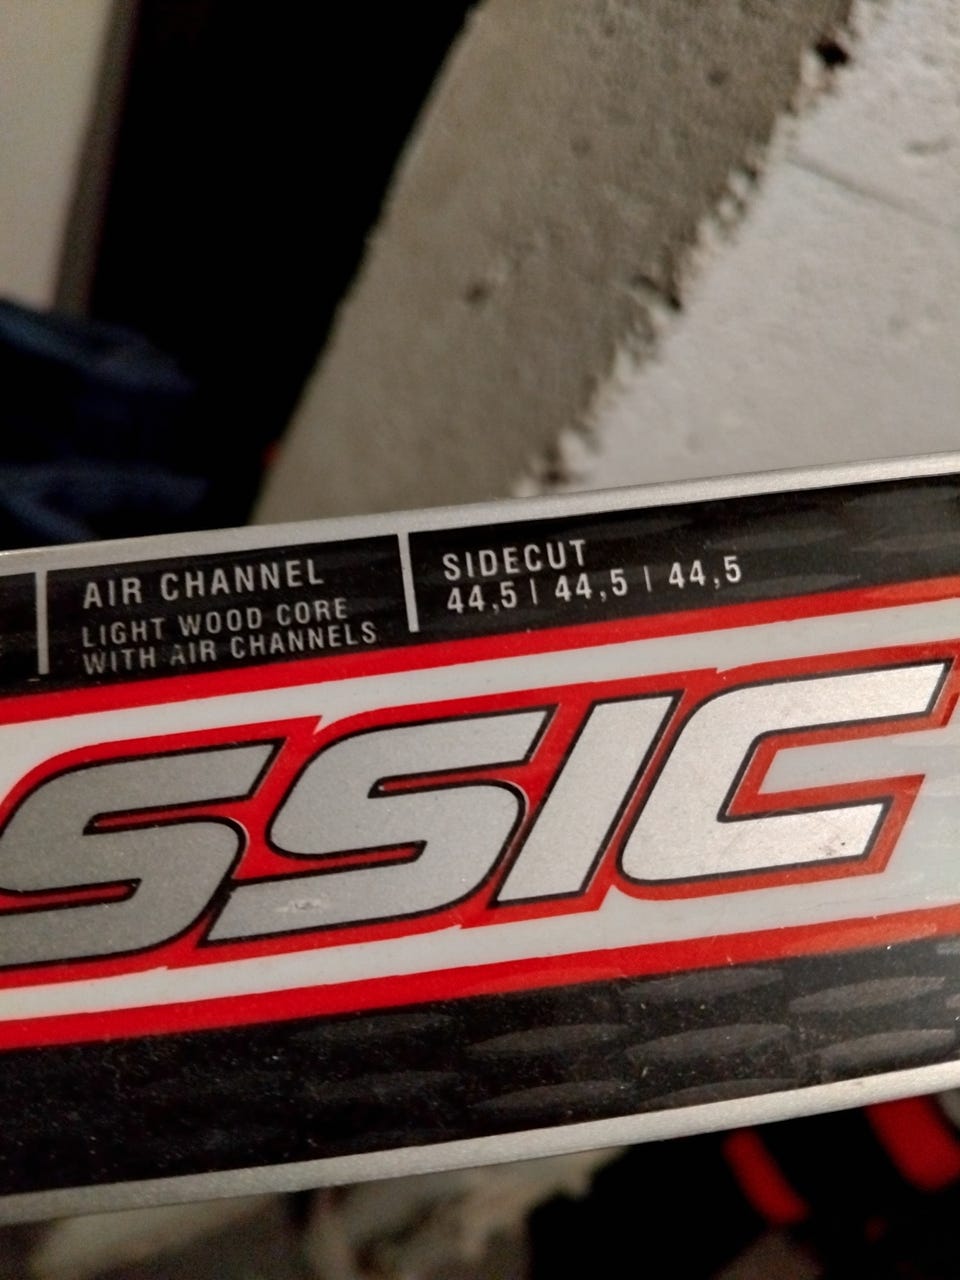 AIR CHANNEL
LIGHT WOOD CORE
WITH AIR CHANNELS
SIDECUT
44,5 | 44,5 | 44,5
SSIC